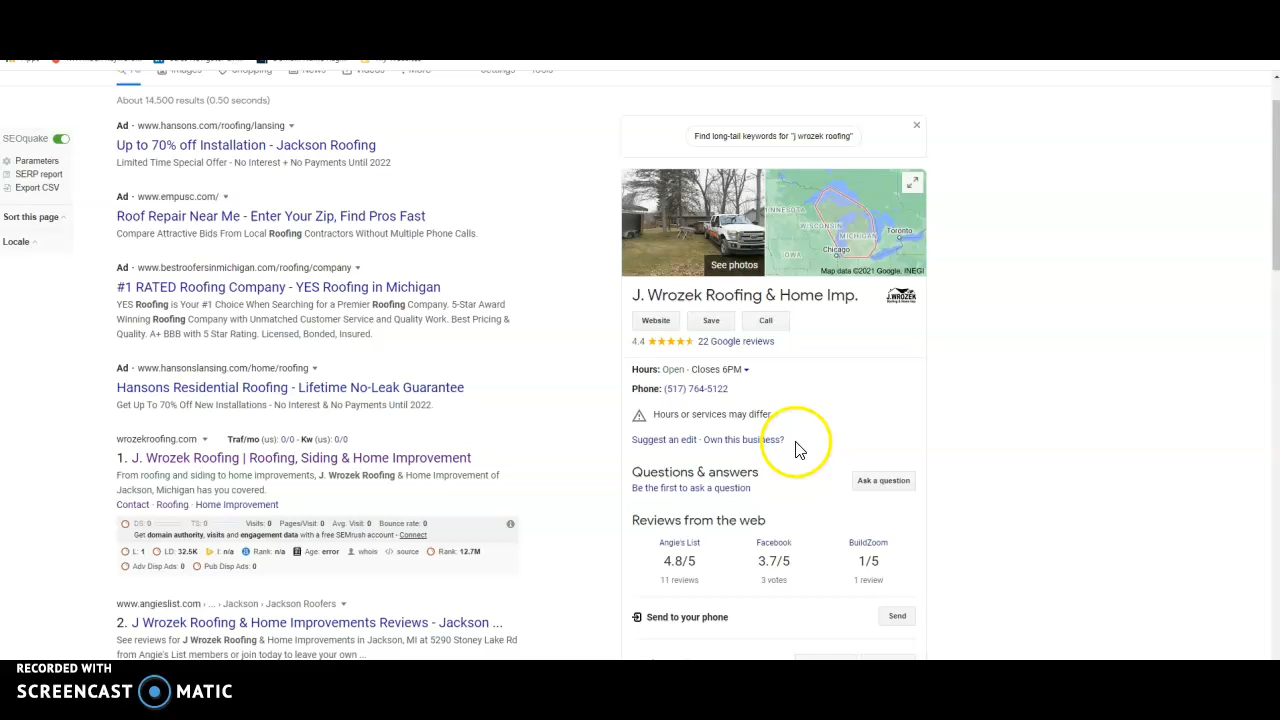 Images
Shopping
News
Videos
More
Settings
Tools
About 14,500 results (0.50 seconds)
SEOquake
Parameters
SERP report
Export CSV
Sort this page
Locale
Ad · www.hansons.com/roofing/lansing
Up to 70% off Installation - Jackson Roofing
Limited Time Special Offer - No Interest + No Payments Until 2022
Ad · www.empusc.com/
Roof Repair Near Me - Enter Your Zip, Find Pros Fast
Compare Attractive Bids From Local Roofing Contractors Without Multiple Phone Calls.
Ad · www.bestroofersinmichigan.com/roofing/company
#1 RATED Roofing Company - YES Roofing in Michigan
YES Roofing is Your #1 Choice When Searching for a Premier Roofing Company. 5-Star Award
Winning Roofing Company with Unmatched Customer Service and Quality Work. Best Pricing &
Quality. A+ BBB with 5 Star Rating. Licensed, Bonded, Insured.
Ad · www.hansonslansing.com/home/roofing
Hansons Residential Roofing - Lifetime No-Leak Guarantee
Get Up To 70% Off New Installations - No Interest & No Payments Until 2022.
wrozekroofing.com Traf/mo (us): 0/0 · Kw (us): 0/0
1. J. Wrozek Roofing | Roofing, Siding & Home Improvement
From roofing and siding to home improvements, J. Wrozek Roofing & Home Improvement of
Jackson, Michigan has you covered.
Contact · Roofing · Home Improvement
DS: 0 TS: 0 Visits: 0 Pages/Visit: 0 Avg. Visit: 0 Bounce rate: 0
Get domain authority, visits and engagement data with a free SEMrush account - Connect
L: 1 LD: 32.5K I: n/a Rank: n/a Age: error whois source Rank: 12.7M
Adv Disp Ads: 0 Pub Disp Ads: 0
www.angieslist.com › ... › Jackson › Jackson Roofers
2. J Wrozek Roofing & Home Improvements Reviews - Jackson ...
See reviews for J Wrozek Roofing & Home Improvements in Jackson, MI at 5290 Stoney Lake Rd
from Angie's List members or join today to leave your own ...
Find long-tail keywords for "j wrozek roofing"
See photos
MINNESOTA
WISCONSIN
MICHIGAN
Toronto
Chicago
IOWA
Map data ©2021 Google, INEGI
J. Wrozek Roofing & Home Imp.
J.WROZEK
Website Save Call
4.4 22 Google reviews
Hours: Open · Closes 6PM
Phone: (517) 764-5122
Hours or services may differ
Suggest an edit · Own this business?
Questions & answers
Be the first to ask a question
Ask a question
Reviews from the web
Angie's List Facebook BuildZoom
4.8/5 3.7/5 1/5
11 reviews 3 votes 1 review
Send to your phone
Send
RECORDED WITH
SCREENCAST MATIC